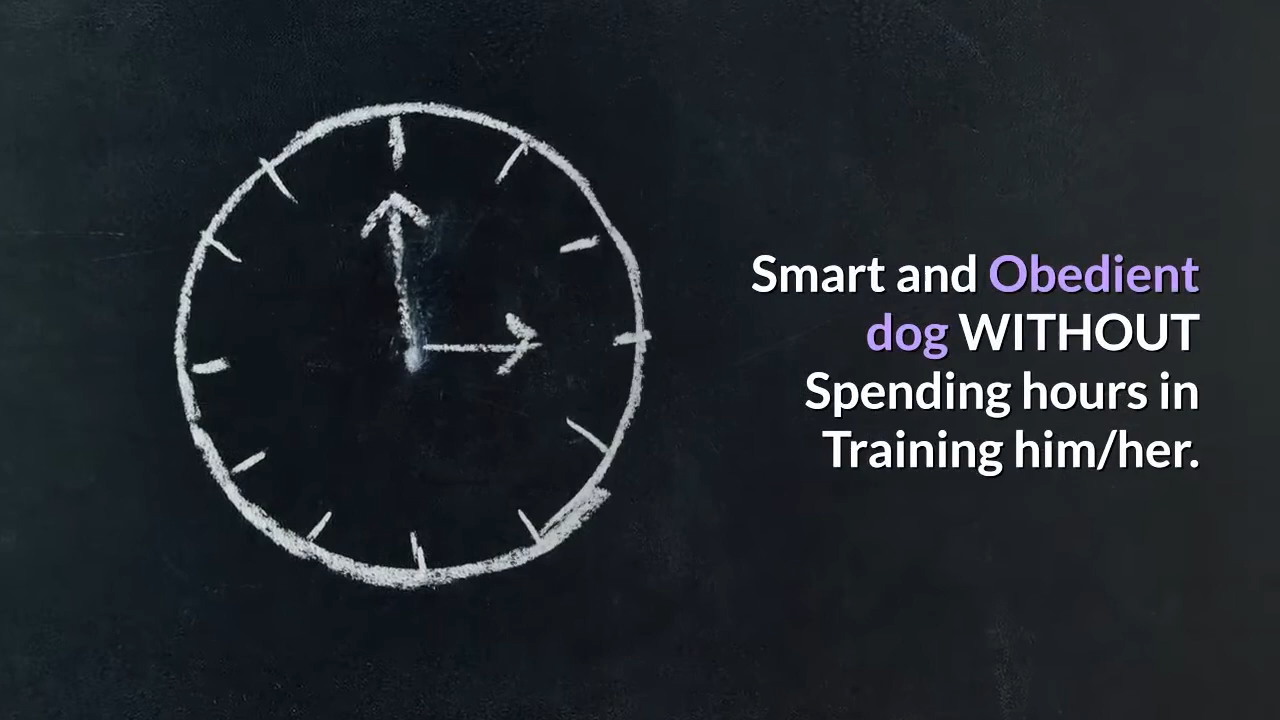 Smart and Obedient
dog WITHOUT
Spending hours in
Training him/her.